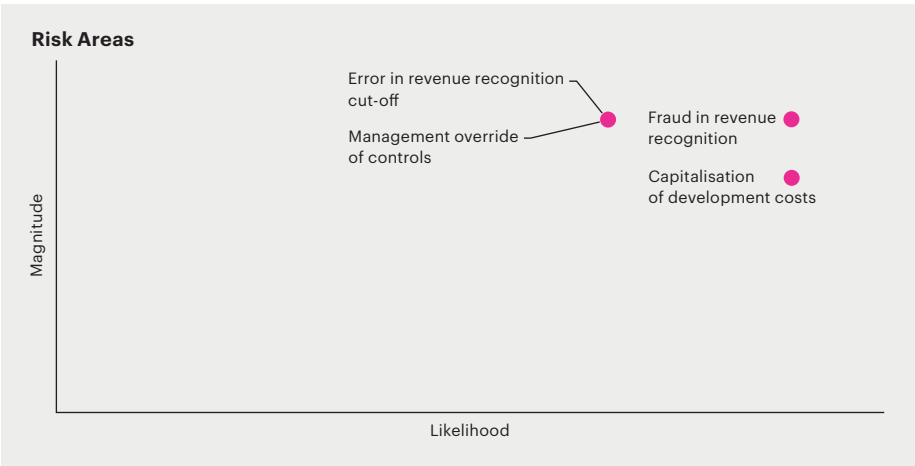 Risk Areas
Error in revenue recognition
cut-off
Management override
of controls
Fraud in revenue
recognition
Capitalisation
of development costs
Magnitude
Likelihood